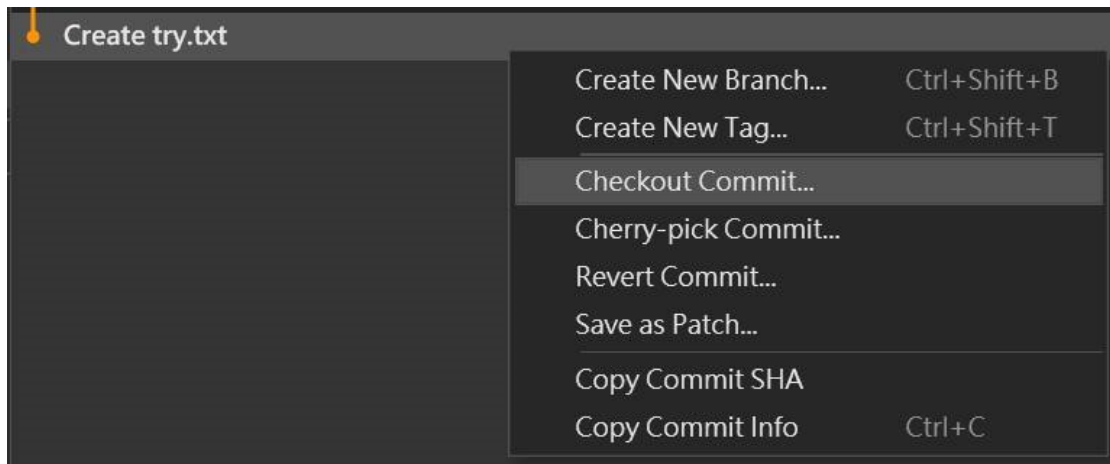 Create try.txt
Create New Branch... Ctrl+Shift+B
Create New Tag... Ctrl+Shift+T
Checkout Commit...
Cherry-pick Commit...
Revert Commit...
Save as Patch...
Copy Commit SHA
Copy Commit Info Ctrl+C